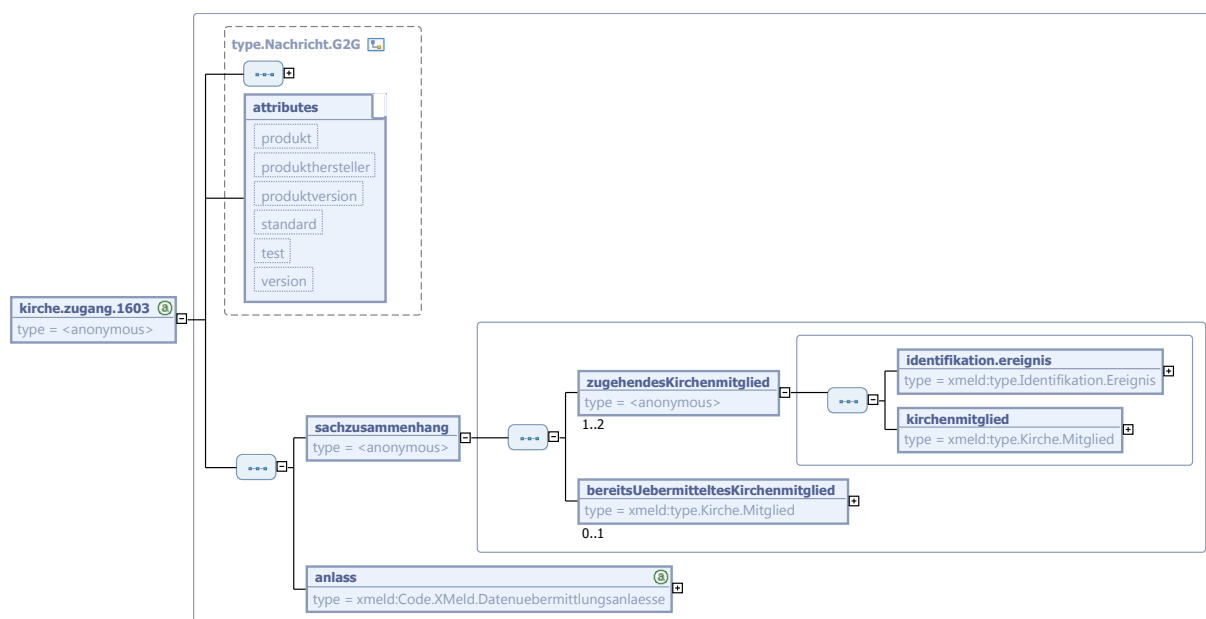 type.Nachricht.G2G
attributes
produkt
produkthersteller
produktversion
standard
test
version
kirche.zugang.1603 a
type = <anonymous>
identifikation.ereignis
type = xmeld:type.Identifikation.Ereignis
zugehendesKirchenmitglied
type = <anonymous>
1..2
kirchenmitglied
type = xmeld:type.Kirche.Mitglied
sachzusammenhang
type = <anonymous>
bereitsUebermitteltesKirchenmitglied
type = xmeld:type.Kirche.Mitglied
0..1
anlass a
type = xmeld:Code.XMeld.Datenuebermittlungsanlaesse